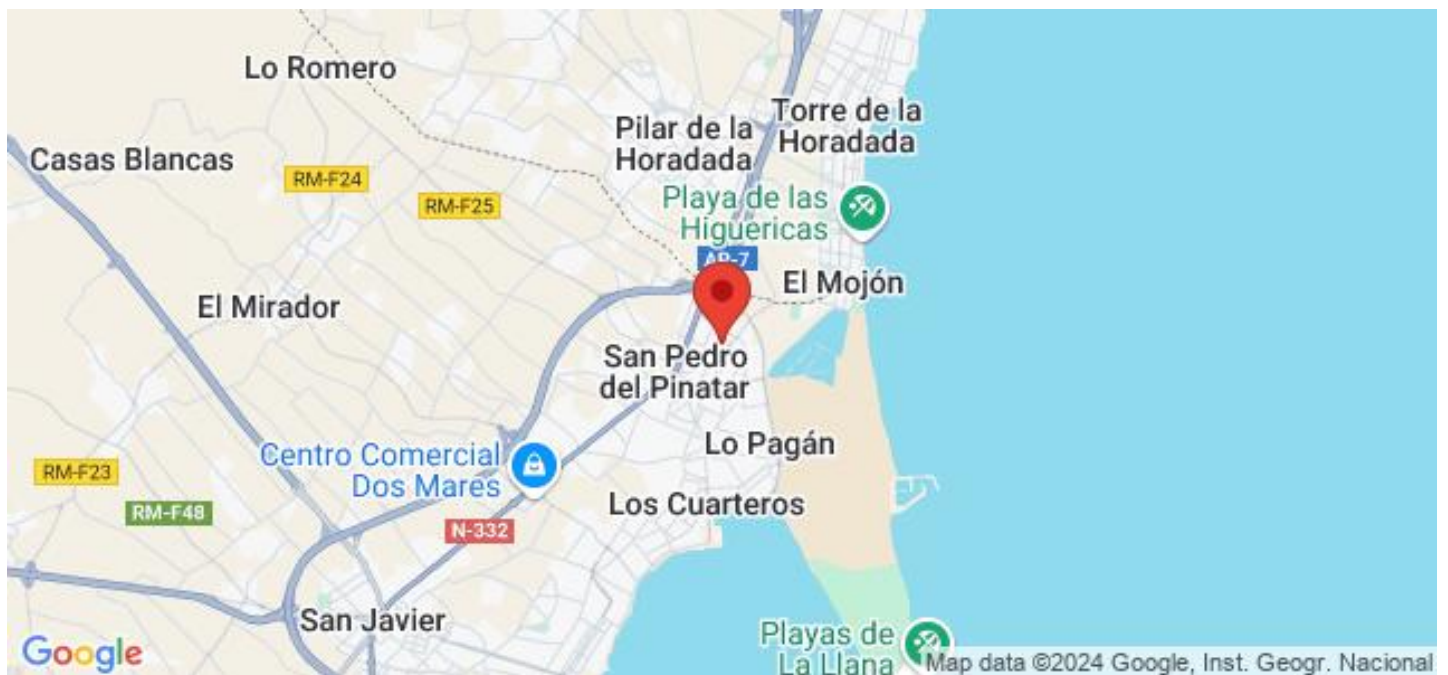 Lo Romero
Torre de la
Horadada
Pilar de la
Horadada
Casas Blancas
RM-F24
RM-F25
Playa de las
Higuericas
AP-7
El Mojón
El Mirador
San Pedro
del Pinatar
Lo Pagán
Centro Comercial
Dos Mares
RM-F23
Los Cuarteros
RM-F48
N-332
San Javier
Playas de
La Llana
Google
Map data ©2024 Google, Inst. Geogr. Nacional